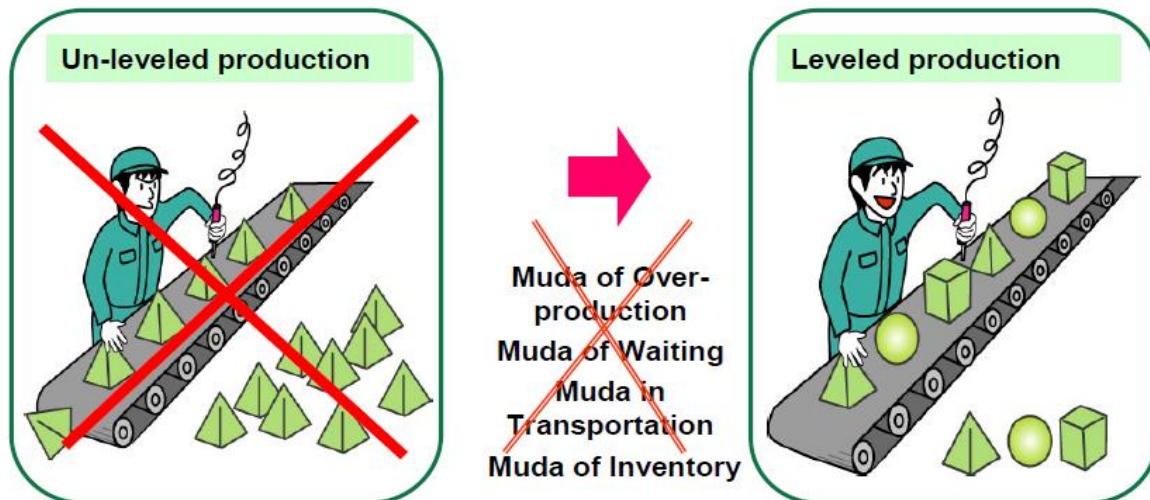 Un-leveled production
Leveled production
Muda of Over-
production
Muda of Waiting
Muda in
Transportation
Muda of Inventory